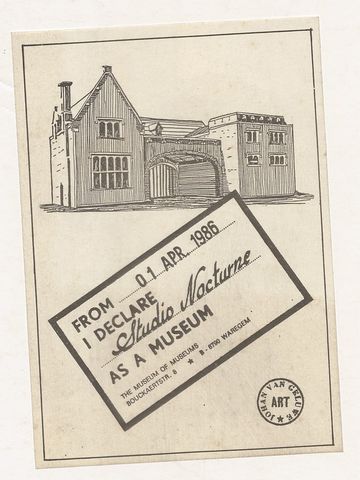 FROM 01 APR. 1986
I DECLARE
Studio Nocturne
AS A MUSEUM
THE MUSEUM OF MUSEUMS
BOUCKAERTSTR. 8 ★ B-8790 WAREGEM
JOHAN VAN GELUWE ★
ART